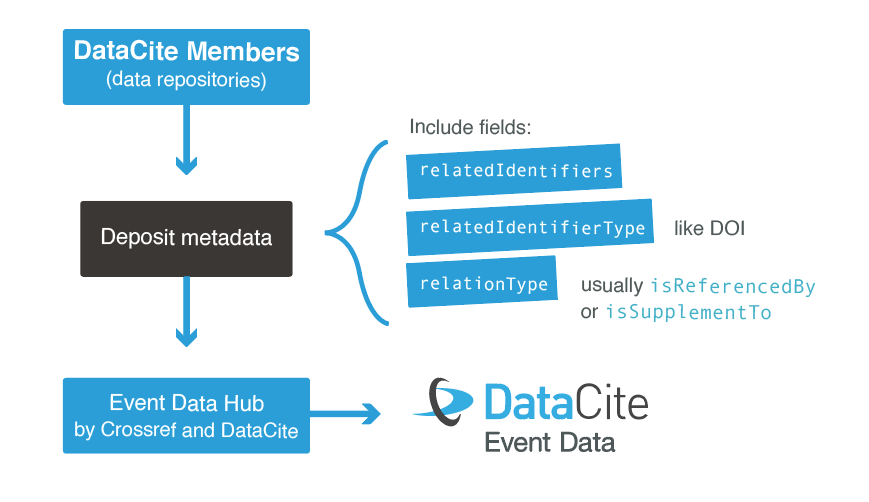 DataCite Members
(data repositories)
Include fields:
relatedIdentifiers
relatedIdentifierType like DOI
Deposit metadata
relationType usually isReferencedBy
or isSupplementTo
Event Data Hub
by Crossref and DataCite
DataCite
Event Data